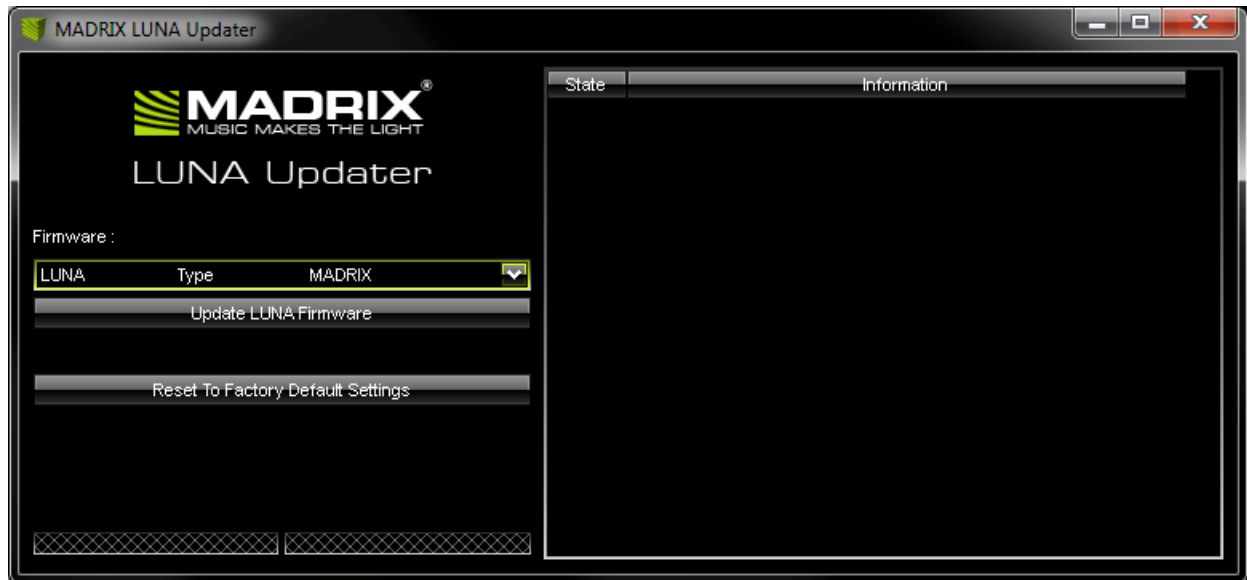 MADRIX LUNA Updater
MADRIX®
MUSIC MAKES THE LIGHT
LUNA Updater
Firmware :
LUNA Type MADRIX
Update LUNA Firmware
Reset To Factory Default Settings
State Information